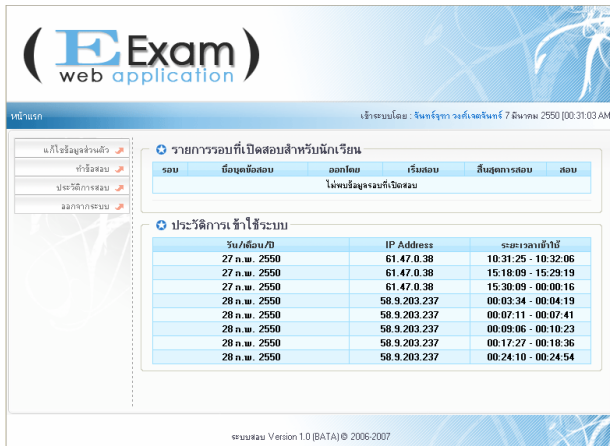 ( E Exam )
web application
หน้าแรก
เข้าระบบโดย : จันทร์จุฑา วงศ์เจตจันทร์ 7 มีนาคม 2550 [00:31:03 AM
แก้ไขข้อมูลส่วนตัว
ทำข้อสอบ
ประวัติการสอบ
ออกจากระบบ
รายการรอบที่เปิดสอบสำหรับนักเรียน
รอบ ชื่อชุดข้อสอบ ออกโดย เริ่มสอบ สิ้นสุดการสอบ สอบ
ไม่พบข้อมูลรอบที่เปิดสอบ
ประวัติการเข้าใช้ระบบ
วัน/เดือน/ปี IP Address ระยะเวลาเข้าใช้
27 ก.พ. 2550 61.47.0.38 10:31:25 - 10:32:06
27 ก.พ. 2550 61.47.0.38 15:18:09 - 15:29:19
27 ก.พ. 2550 61.47.0.38 15:30:09 - 00:00:16
28 ก.พ. 2550 58.9.203.237 00:03:34 - 00:04:19
28 ก.พ. 2550 58.9.203.237 00:07:11 - 00:07:41
28 ก.พ. 2550 58.9.203.237 00:09:06 - 00:10:23
28 ก.พ. 2550 58.9.203.237 00:17:27 - 00:18:36
28 ก.พ. 2550 58.9.203.237 00:24:10 - 00:24:54
ระบบสอบ Version 1.0 (BATA) © 2006-2007